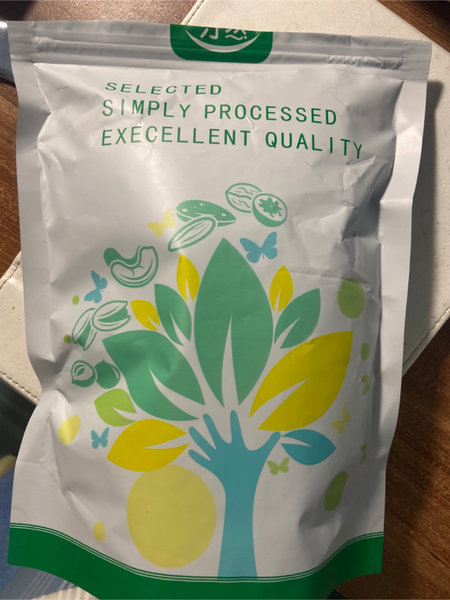 SELECTED
SIMPLY PROCESSED
EXECELLENT QUALITY